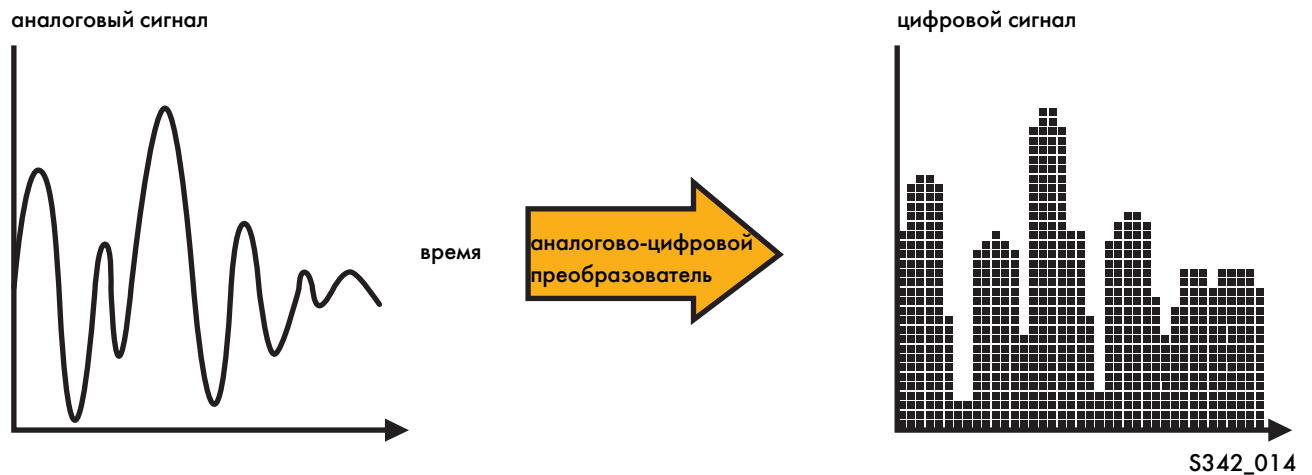 аналоговый сигнал
цифровой сигнал
время
аналогово-цифровой
преобразователь
S342_014